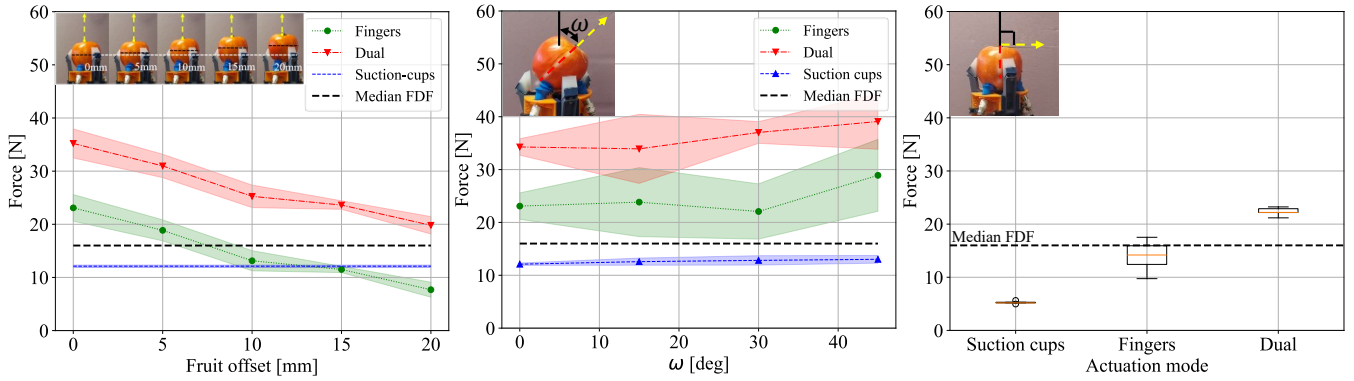 60
50
40
30
20
10
0
Force [N]
0
5
10
15
20
Fruit offset [mm]
0mm
5mm
10mm
15mm
20mm
Fingers
Dual
Suction-cups
Median FDF
60
50
40
30
20
10
0
Force [N]
0
10
20
30
40
ω [deg]
ω
Fingers
Dual
Suction cups
Median FDF
60
50
40
30
20
10
0
Force [N]
Median FDF
Suction cups
Fingers
Dual
Actuation mode